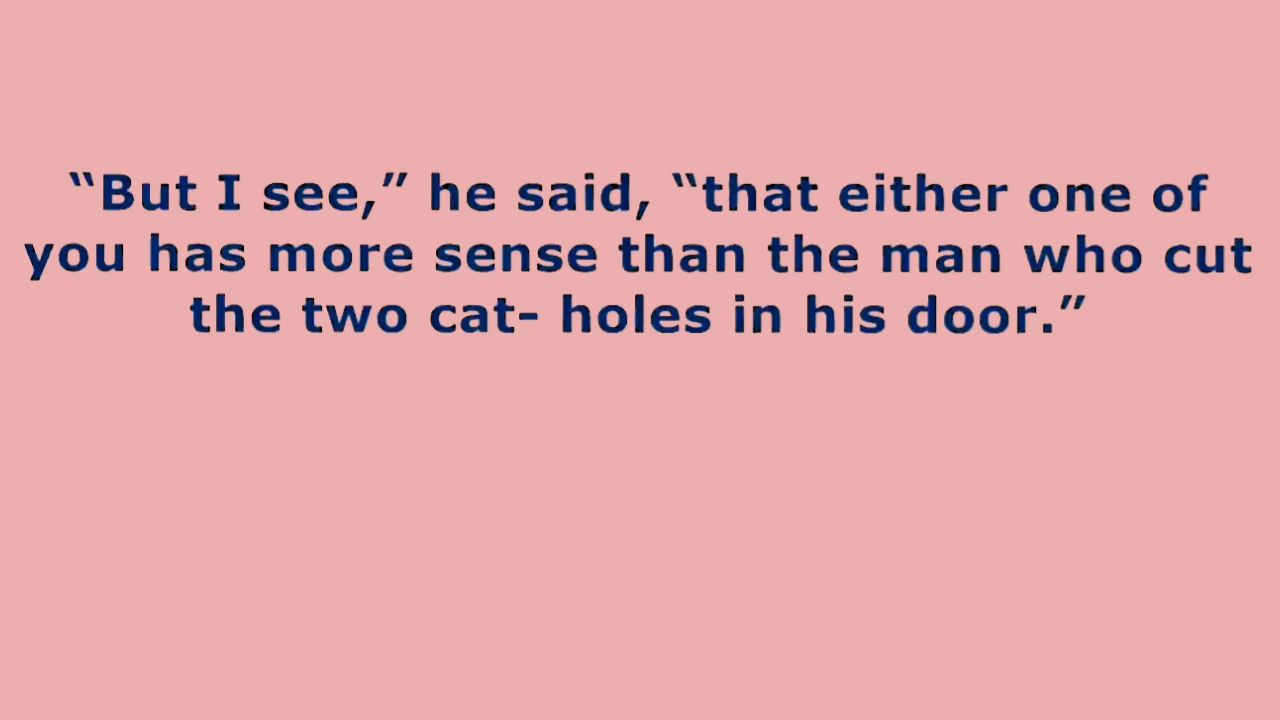 “But I see,” he said, “that either one of
you has more sense than the man who cut
the two cat- holes in his door.”